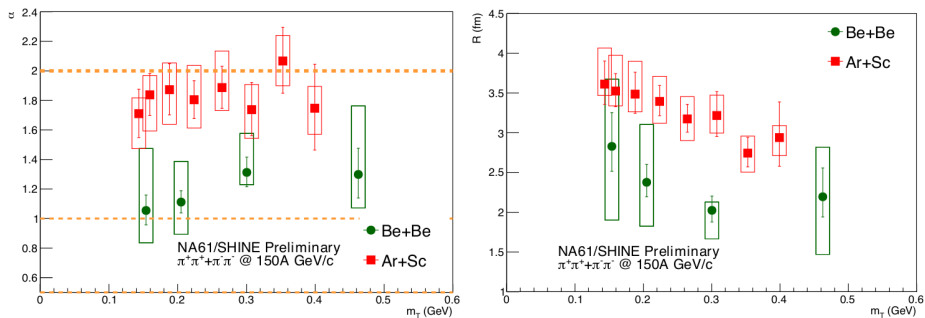 α
2.4
2.2
2
1.8
1.6
1.4
1.2
1
0.8
0.6
Be+Be
NA61/SHINE Preliminary
π⁺π⁺+π⁻π⁻ @ 150A GeV/c
Ar+Sc
0 0.1 0.2 0.3 0.4 0.5 0.6
m_T (GeV)
R (fm)
4.5
4
3.5
3
2.5
2
1.5
1
Be+Be
Ar+Sc
NA61/SHINE Preliminary
π⁺π⁺+π⁻π⁻ @ 150A GeV/c
0 0.1 0.2 0.3 0.4 0.5 0.6
m_T (GeV)